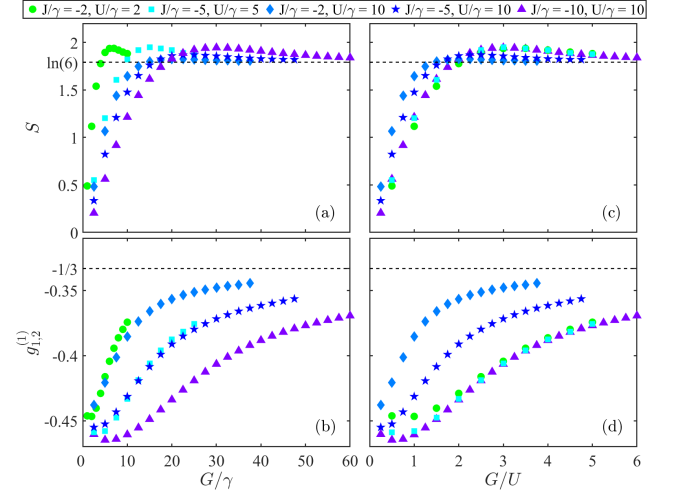 J/γ = -2, U/γ = 2 J/γ = -5, U/γ = 5 J/γ = -2, U/γ = 10 J/γ = -5, U/γ = 10 J/γ = -10, U/γ = 10
2
ln(6)
1.5
1
0.5
0
S
(a)
(c)
-1/3
-0.35
-0.4
-0.45
g_{1,2}^{(1)}
(b)
(d)
0 10 20 30 40 50 60
G/γ
0 1 2 3 4 5 6
G/U